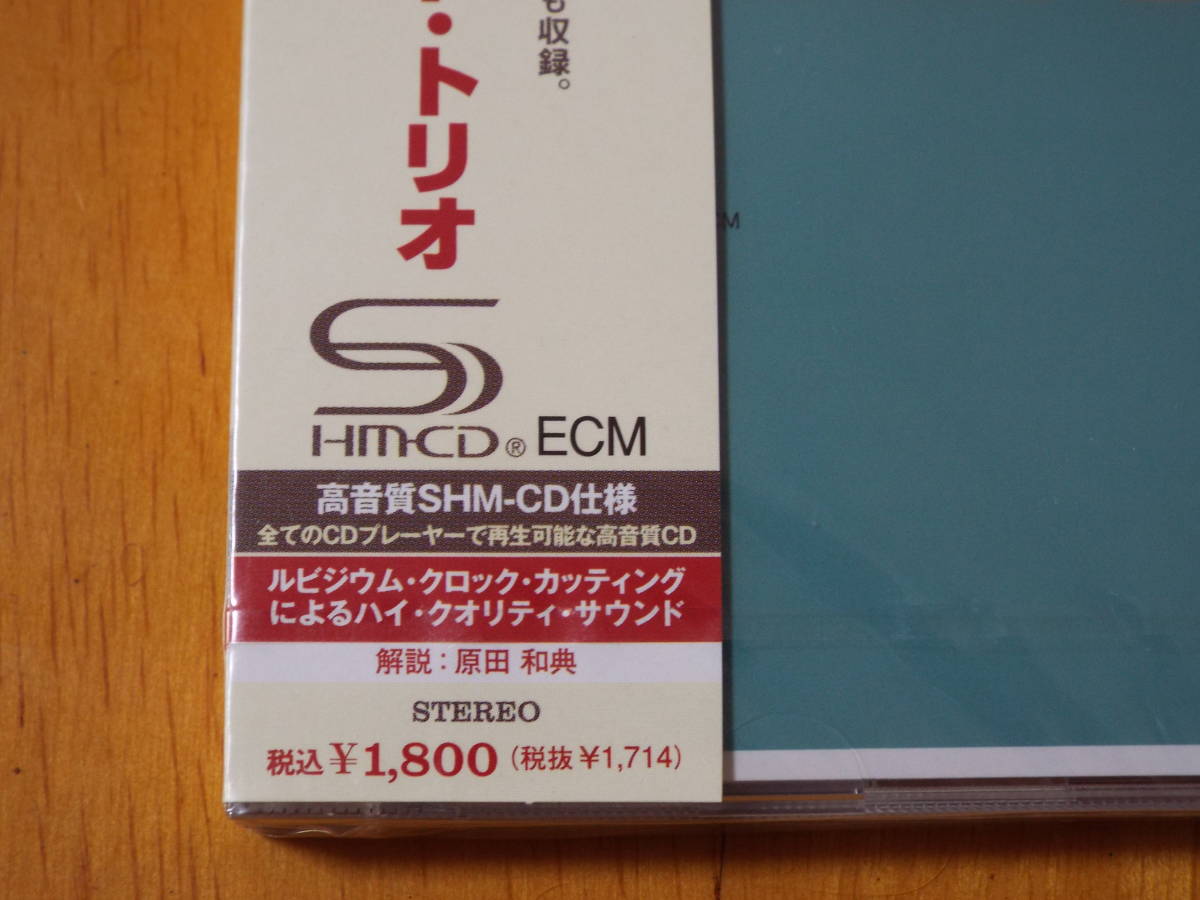 も収録。
・トリオ
SHM-CD® ECM
高音質SHM-CD仕様
全てのCDプレーヤーで再生可能な高音質CD
ルビジウム・クロック・カッティング
によるハイ・クオリティ・サウンド
解説：原田 和典
STEREO
税込￥1,800（税抜￥1,714）